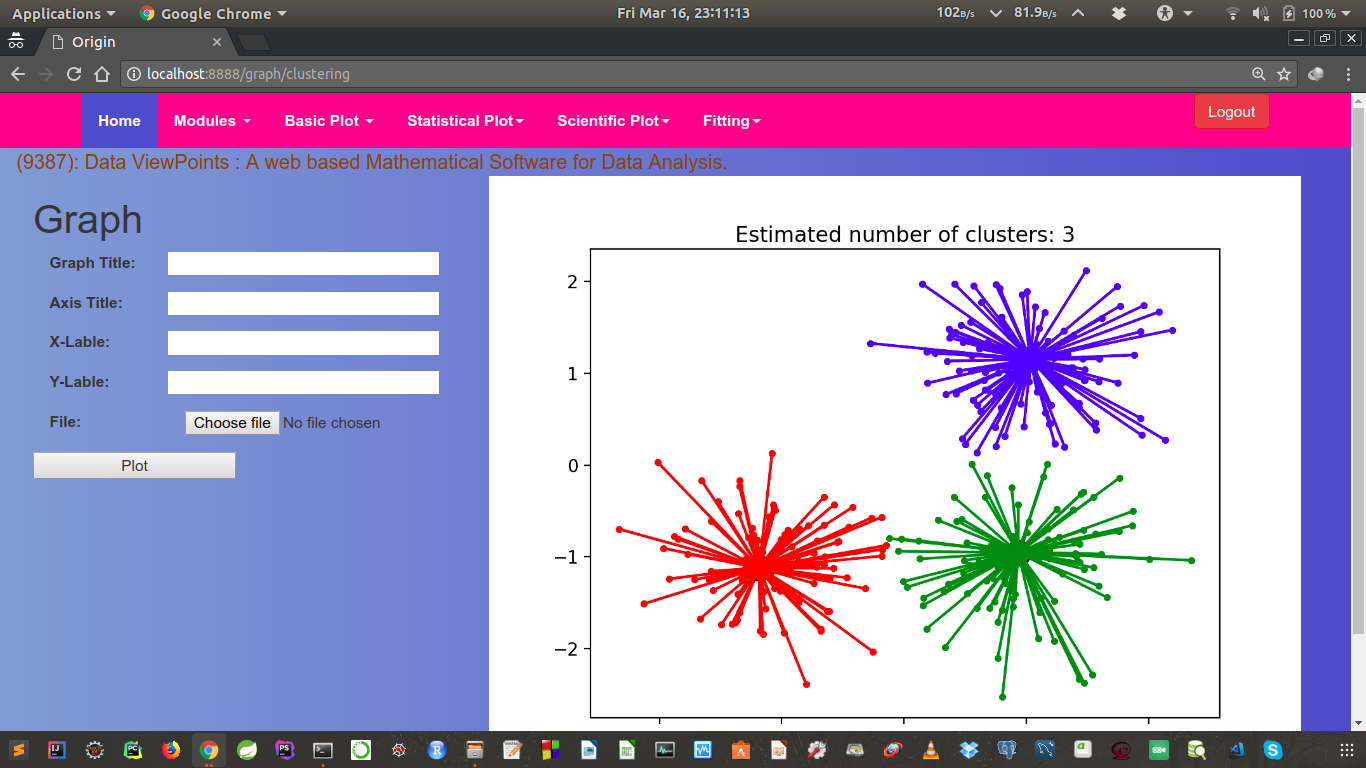 Applications Google Chrome Fri Mar 16, 23:11:13 102B/s 81.9B/s 100 %
Origin
localhost:8888/graph/clustering
Home Modules Basic Plot Statistical Plot Scientific Plot Fitting Logout
(9387): Data ViewPoints : A web based Mathematical Software for Data Analysis.
Graph
Graph Title:
Axis Title:
X-Lable:
Y-Lable:
File: Choose file No file chosen
Plot
Estimated number of clusters: 3
2
1
0
−1
−2